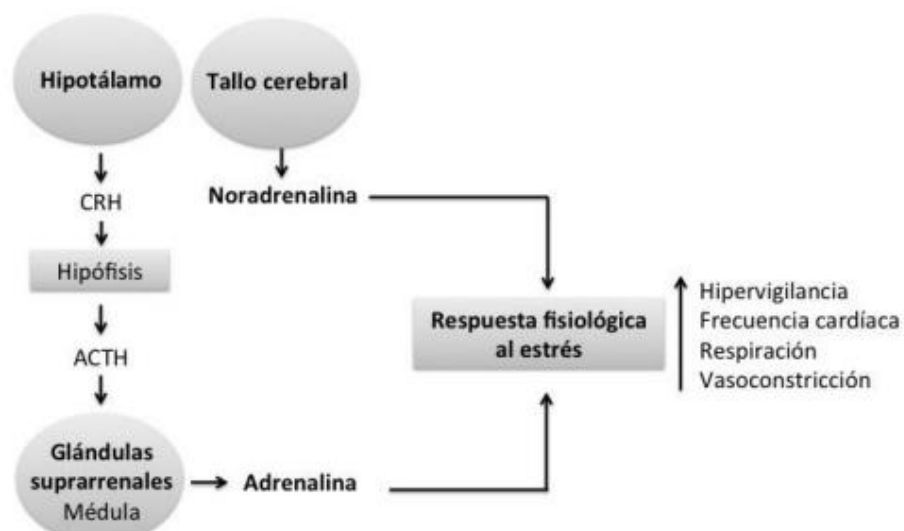 Hipotálamo
Tallo cerebral
CRH
Noradrenalina
Hipófisis
ACTH
Glándulas
suprarrenales
Médula
Adrenalina
Respuesta fisiológica
al estrés
Hipervigilancia
Frecuencia cardíaca
Respiración
Vasoconstricción